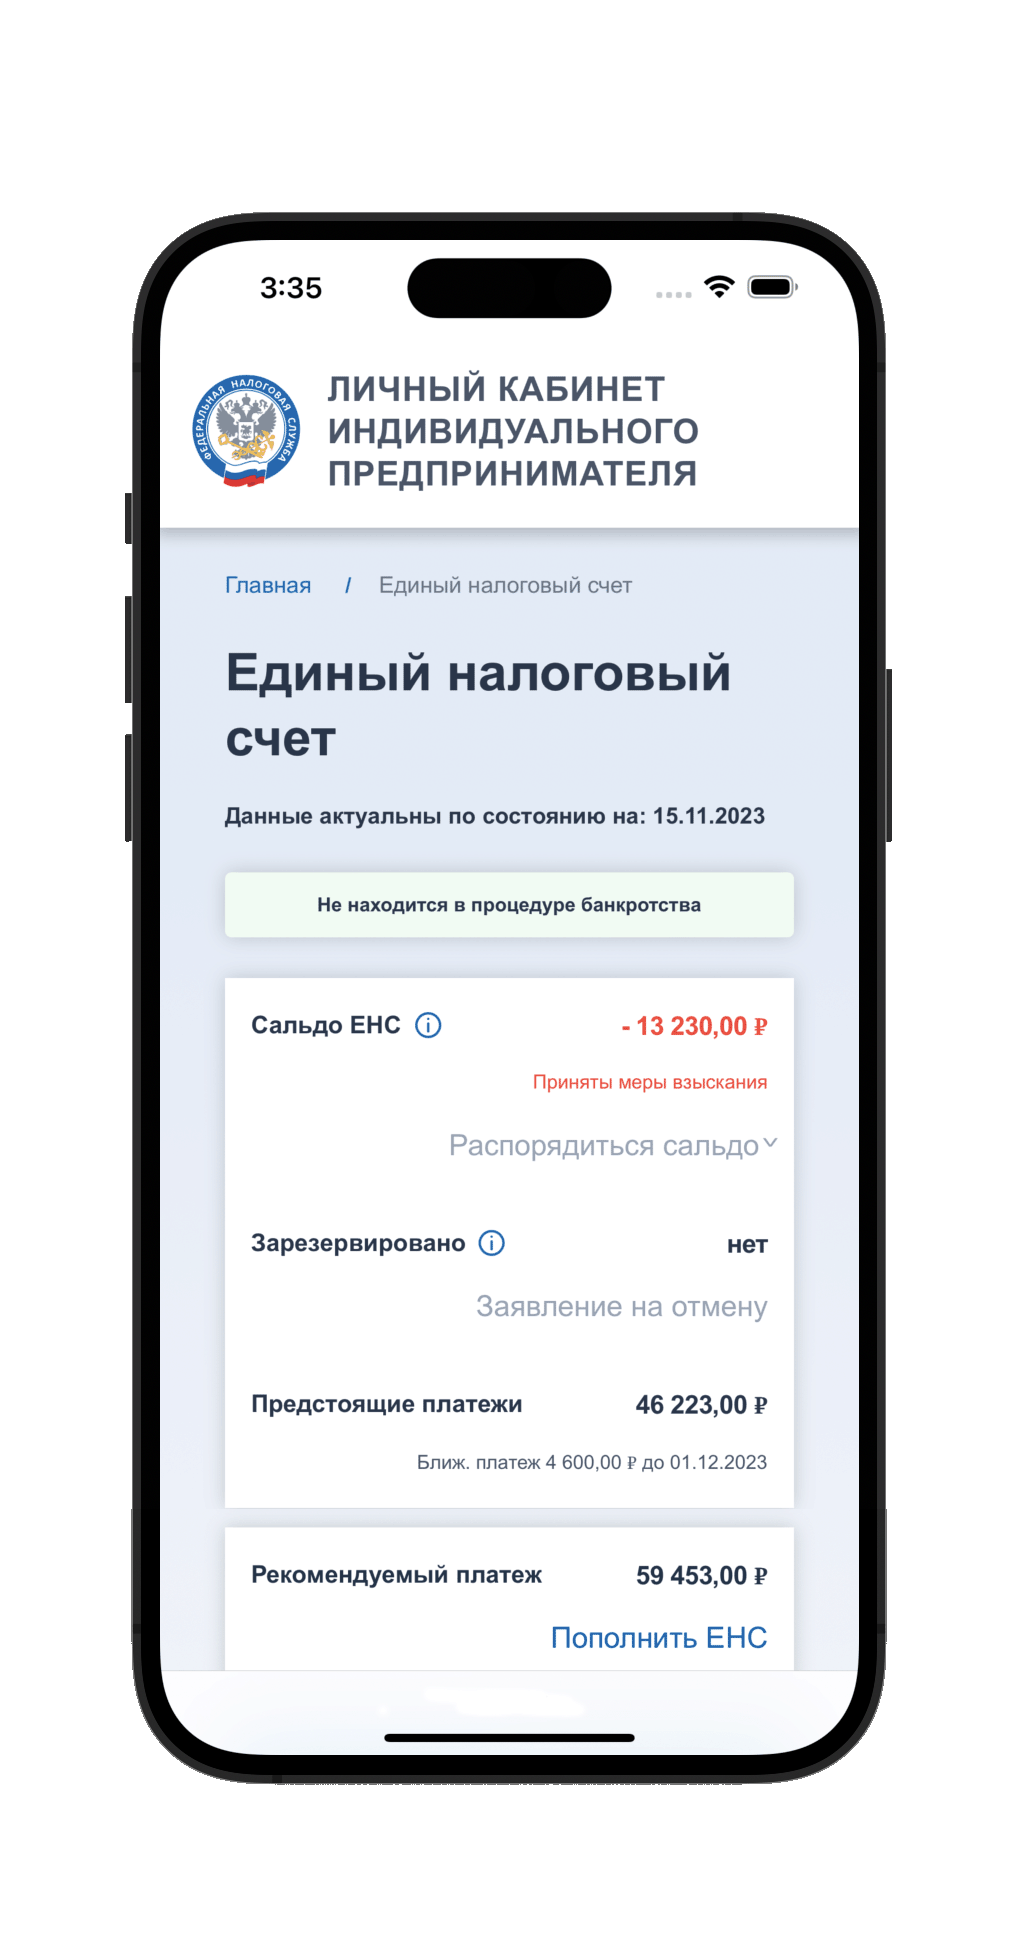 3:35
ФЕДЕРАЛЬНАЯ НАЛОГОВАЯ СЛУЖБА
ЛИЧНЫЙ КАБИНЕТ
ИНДИВИДУАЛЬНОГО
ПРЕДПРИНИМАТЕЛЯ
Главная / Единый налоговый счет
Единый налоговый
счет
Данные актуальны по состоянию на: 15.11.2023
Не находится в процедуре банкротства
Сальдо ЕНС - 13 230,00 ₽
Приняты меры взыскания
Распорядиться сальдо
Зарезервировано нет
Заявление на отмену
Предстоящие платежи 46 223,00 ₽
Ближ. платеж 4 600,00 ₽ до 01.12.2023
Рекомендуемый платеж 59 453,00 ₽
Пополнить ЕНС